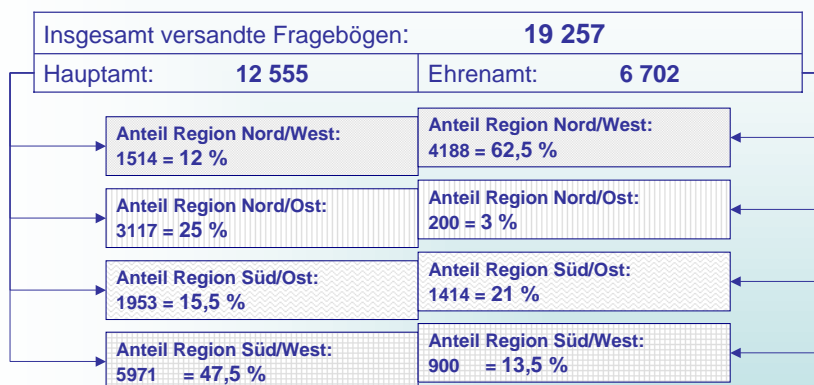 Insgesamt versandte Fragebögen: 19 257
Hauptamt: 12 555
Ehrenamt: 6 702
Anteil Region Nord/West:
1514 = 12 %
Anteil Region Nord/West:
4188 = 62,5 %
Anteil Region Nord/Ost:
3117 = 25 %
Anteil Region Nord/Ost:
200 = 3 %
Anteil Region Süd/Ost:
1953 = 15,5 %
Anteil Region Süd/Ost:
1414 = 21 %
Anteil Region Süd/West:
5971 = 47,5 %
Anteil Region Süd/West:
900 = 13,5 %